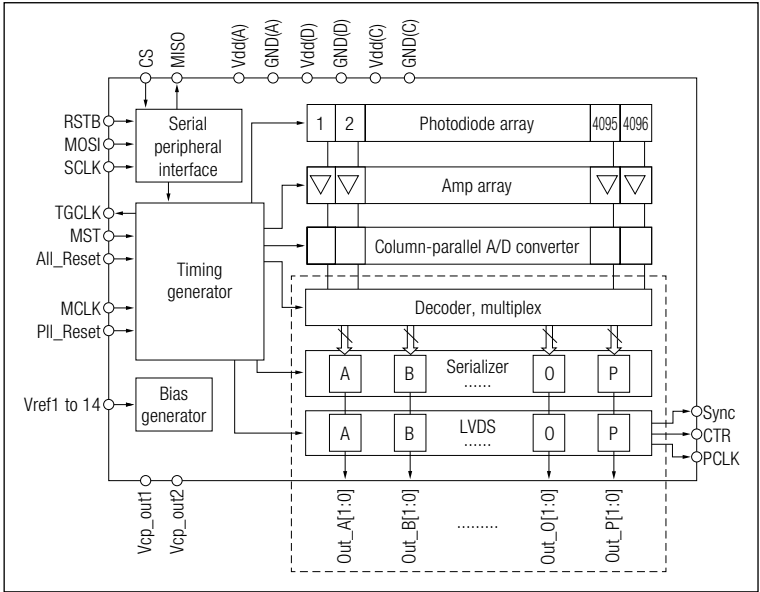 CS
MISO
Vdd(A)
GND(A)
Vdd(D)
GND(D)
Vdd(C)
GND(C)
RSTB
MOSI
SCLK
Serial
peripheral
interface
1 2 Photodiode array 4095 4096
Amp array
TGCLK
MST
All_Reset
MCLK
Pll_Reset
Timing
generator
Column-parallel A/D converter
Decoder, multiplex
A B Serializer O P
......
Vref1 to 14
Bias
generator
A B LVDS O P
......
Sync
CTR
PCLK
Vcp_out1
Vcp_out2
Out_A[1:0]
Out_B[1:0]
.........
Out_O[1:0]
Out_P[1:0]